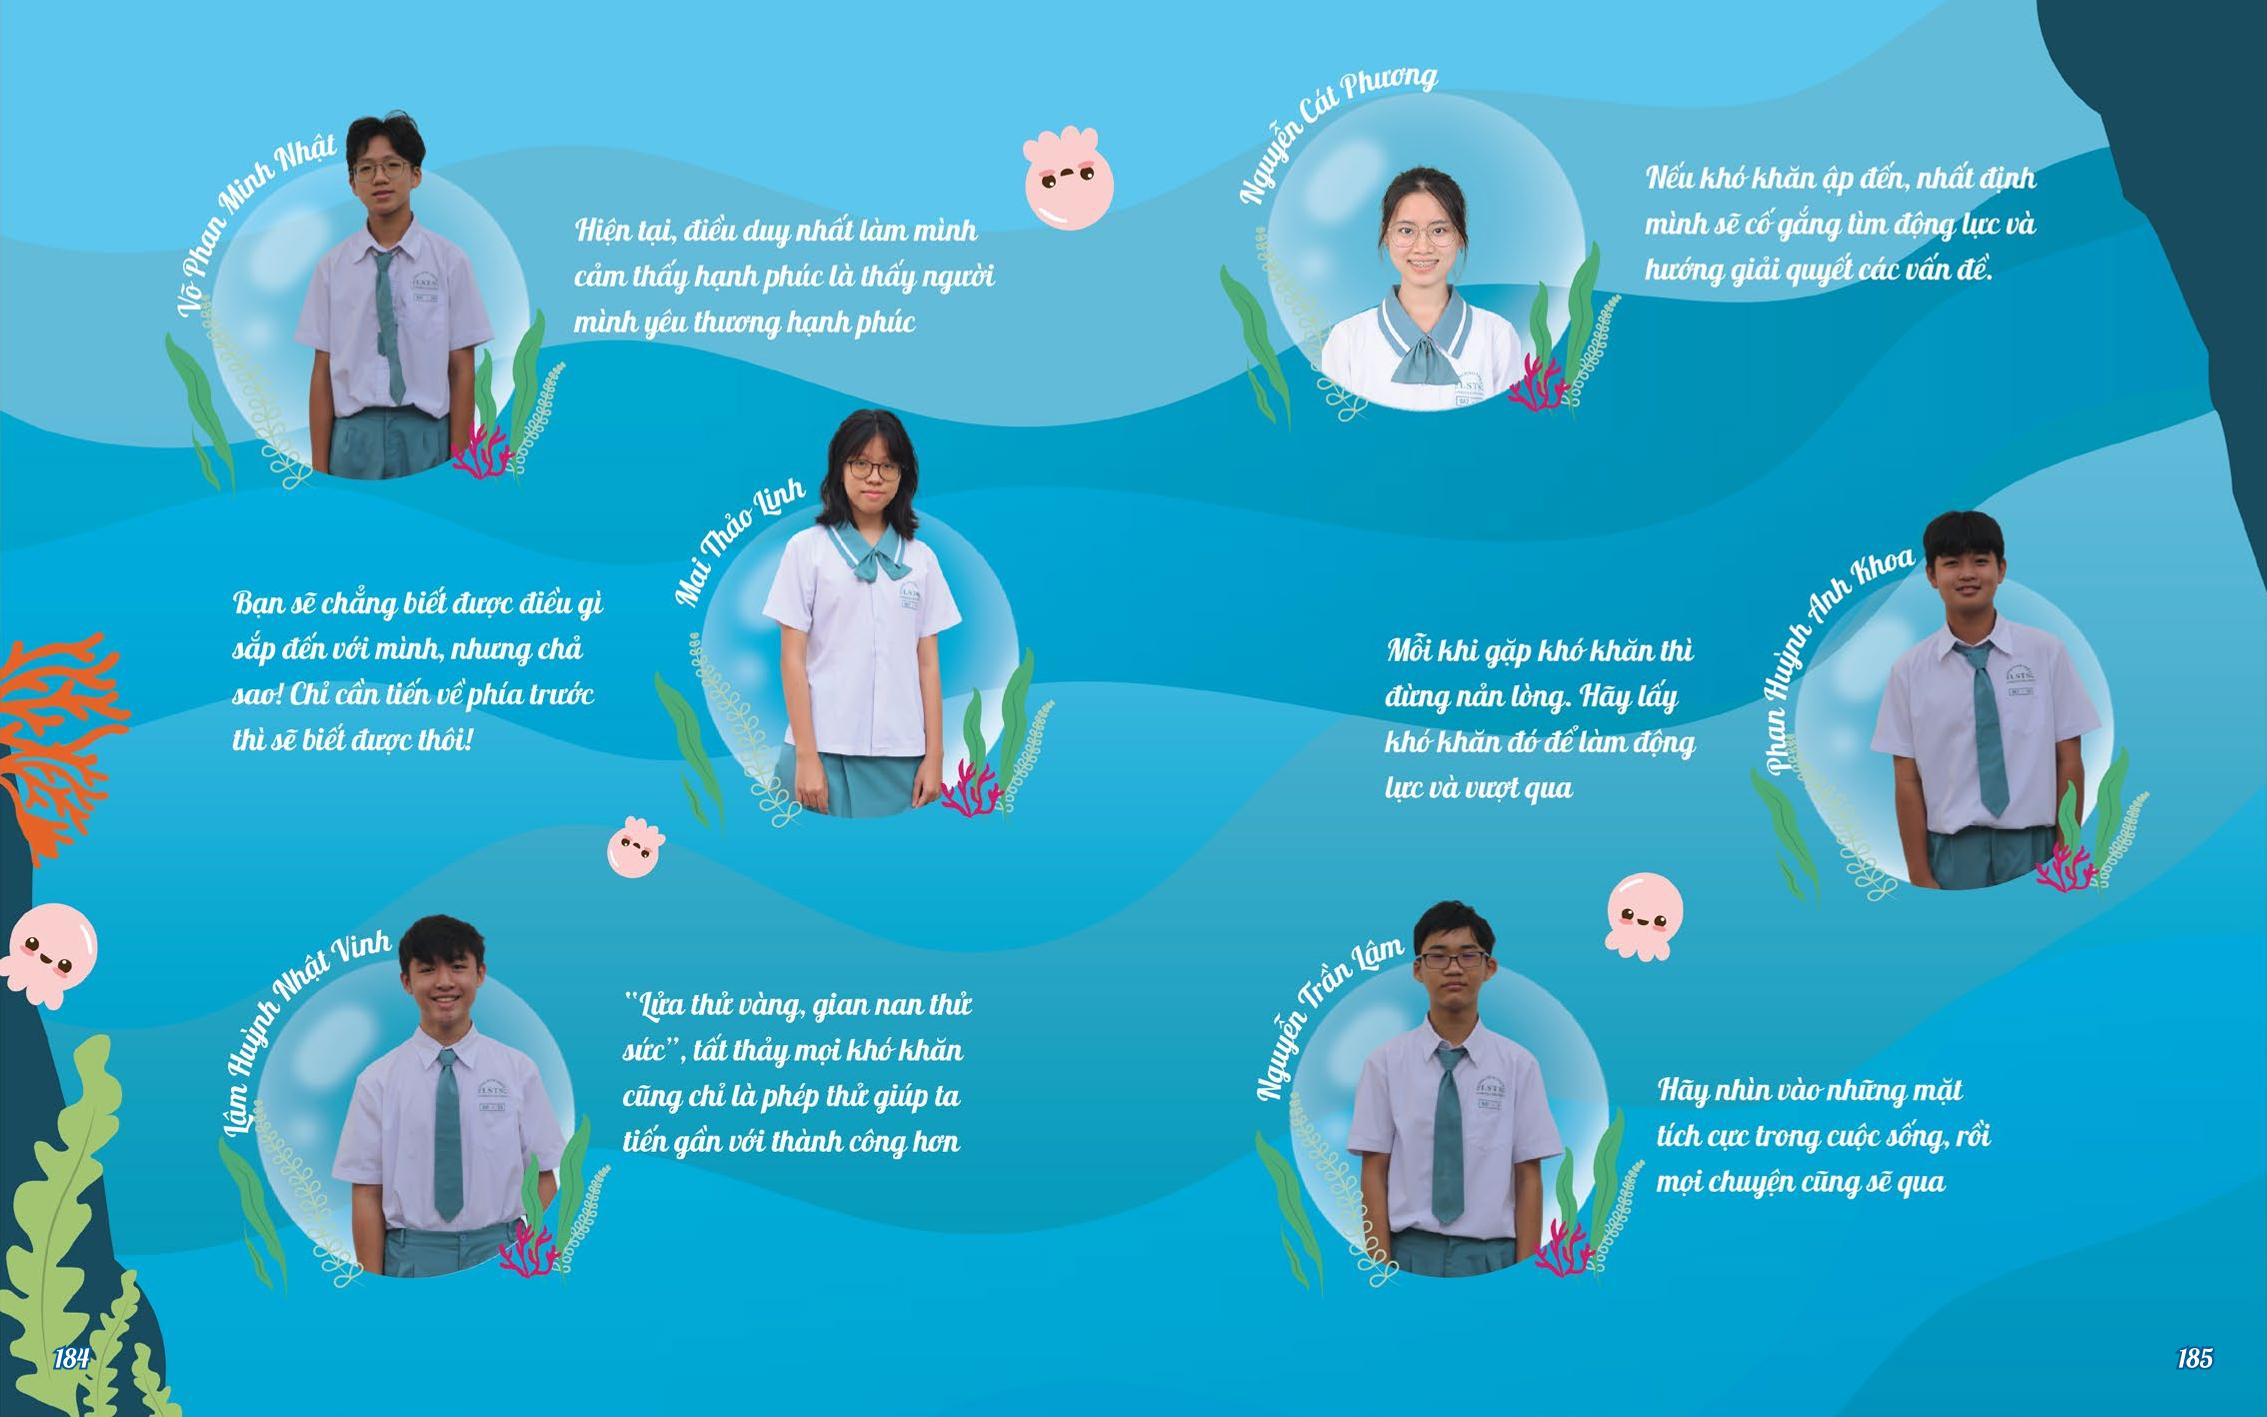 Võ Phan Minh Nhật
Hiện tại, điều duy nhất làm mình
cảm thấy hạnh phúc là thấy người
mình yêu thương hạnh phúc
Mai Thảo Linh
Bạn sẽ chẳng biết được điều gì
sắp đến với mình, nhưng chả
sao! Chỉ cần tiến về phía trước
thì sẽ biết được thôi!
Lâm Huỳnh Nhật Vinh
“Lửa thử vàng, gian nan thử
sức”, tất thảy mọi khó khăn
cũng chỉ là phép thử giúp ta
tiến gần với thành công hơn
184
Nguyễn Cát Phương
Nếu khó khăn ập đến, nhất định
mình sẽ cố gắng tìm động lực và
hướng giải quyết các vấn đề.
Phan Huỳnh Anh Khoa
Mỗi khi gặp khó khăn thì
đừng nản lòng. Hãy lấy
khó khăn đó để làm động
lực và vượt qua
Nguyễn Trần Lâm
Hãy nhìn vào những mặt
tích cực trong cuộc sống, rồi
mọi chuyện cũng sẽ qua
185